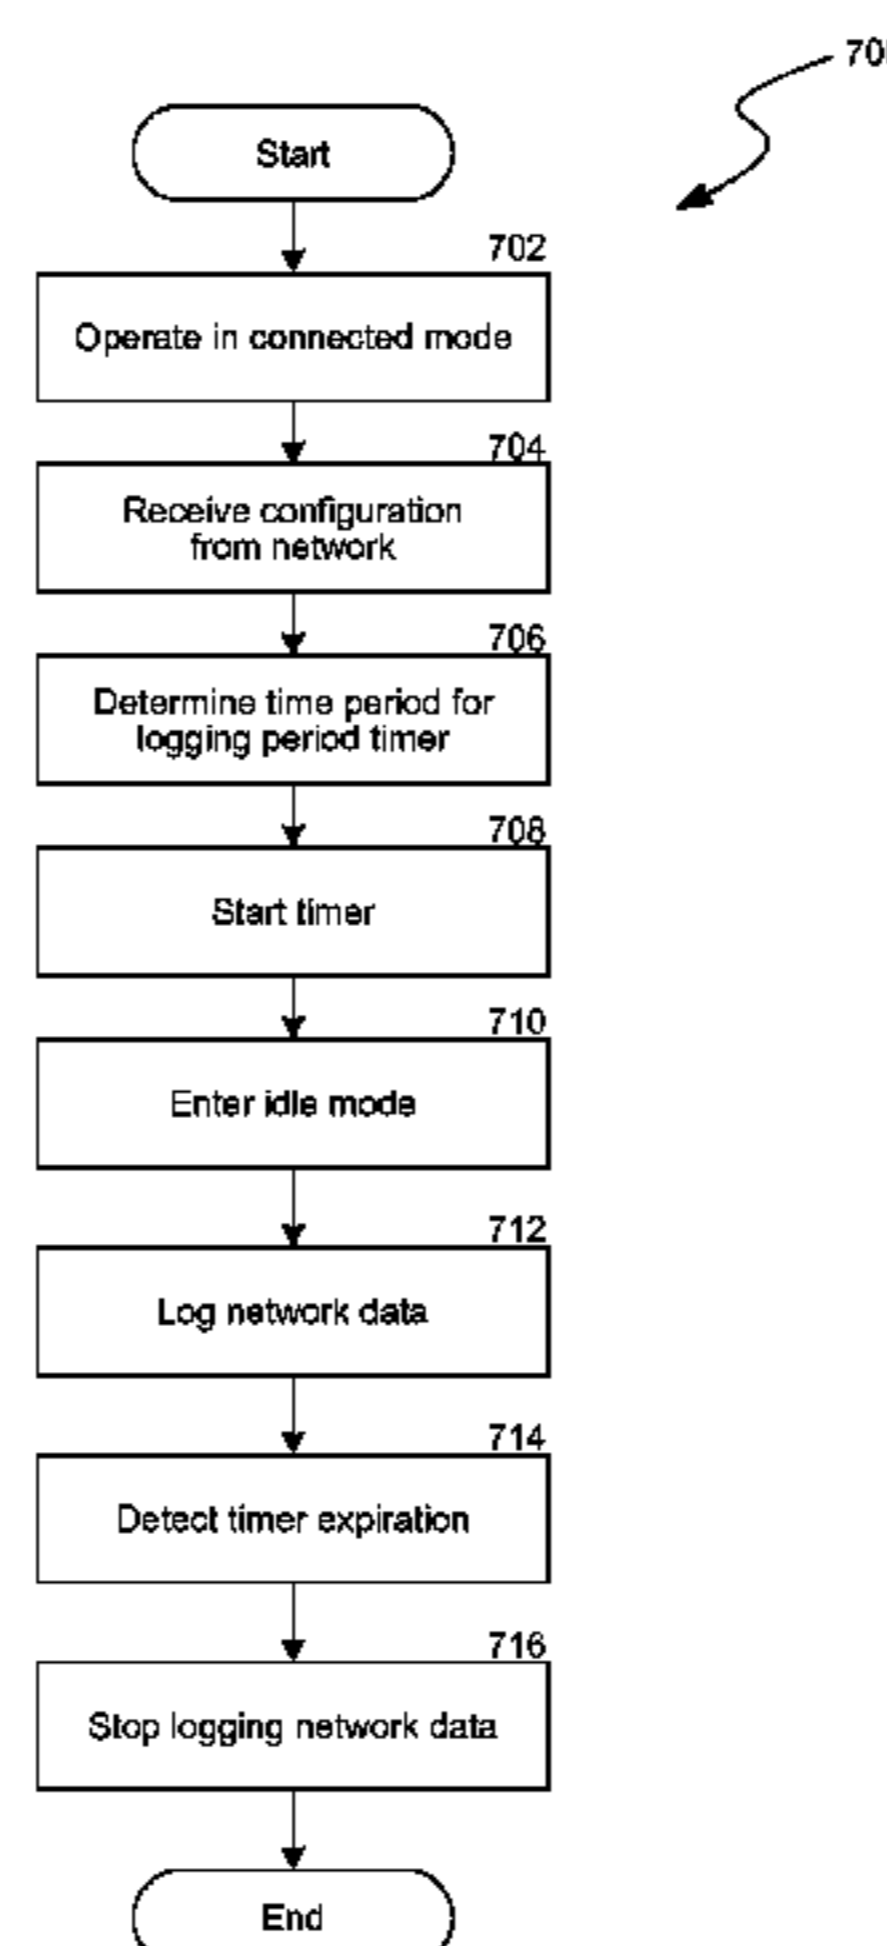 Start
702
Operate in connected mode
704
Receive configuration
from network
706
Determine time period for
logging period timer
708
Start timer
710
Enter idle mode
712
Log network data
714
Detect timer expiration
716
Stop logging network data
End